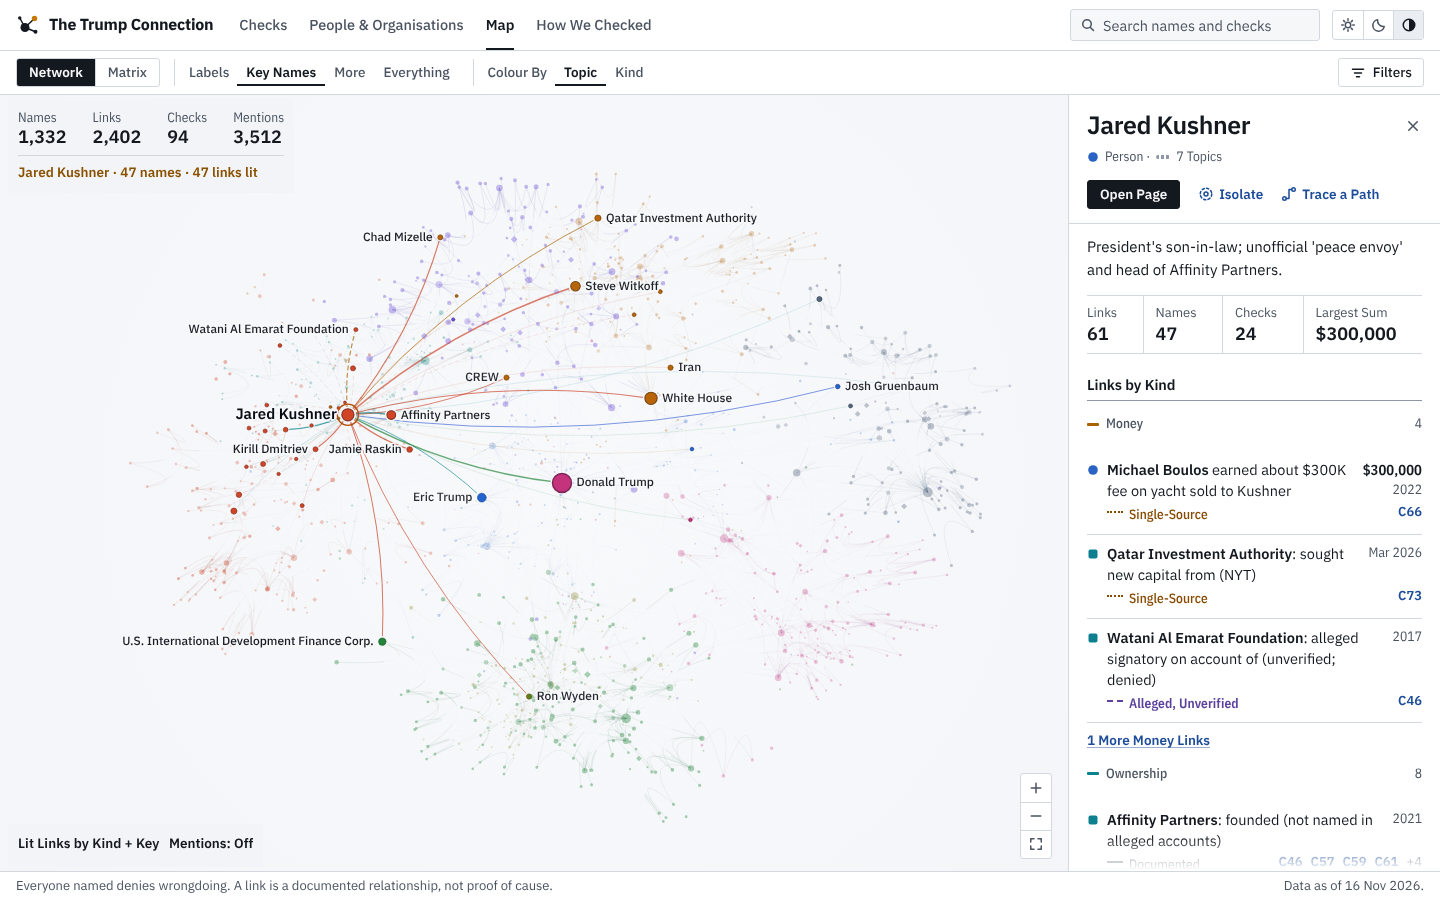 The Trump Connection
Checks
People & Organisations
Map
How We Checked
Search names and checks
Network
Matrix
Labels
Key Names
More
Everything
Colour By
Topic
Kind
Filters
Names
Links
Checks
Mentions
1,332
2,402
94
3,512
Jared Kushner · 47 names · 47 links lit
Qatar Investment Authority
Chad Mizelle
Steve Witkoff
Watani Al Emarat Foundation
Iran
CREW
Josh Gruenbaum
White House
Jared Kushner
Affinity Partners
Kirill Dmitriev
Jamie Raskin
Donald Trump
Eric Trump
U.S. International Development Finance Corp.
Ron Wyden
Lit Links by Kind + Key
Mentions: Off
Jared Kushner
Person · 7 Topics
Open Page
Isolate
Trace a Path
President's son-in-law; unofficial 'peace envoy'
and head of Affinity Partners.
Links
Names
Checks
Largest Sum
61
47
24
$300,000
Links by Kind
Money
4
Michael Boulos earned about $300K
$300,000
fee on yacht sold to Kushner
2022
Single-Source
C66
Qatar Investment Authority: sought
Mar 2026
new capital from (NYT)
Single-Source
C73
Watani Al Emarat Foundation: alleged
2017
signatory on account of (unverified;
denied)
Alleged, Unverified
C46
1 More Money Links
Ownership
8
Affinity Partners: founded (not named in
2021
alleged accounts)
Documented
C46 C57 C59 C61 +4
Everyone named denies wrongdoing. A link is a documented relationship, not proof of cause.
Data as of 16 Nov 2026.